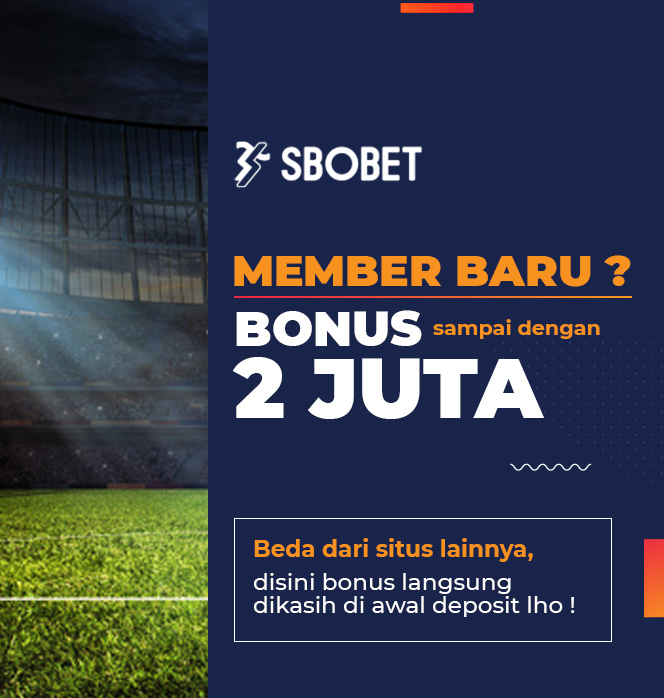 SBOBET
MEMBER BARU ?
BONUS sampai dengan
2 JUTA
Beda dari situs lainnya,
disini bonus langsung
dikasih di awal deposit lho !